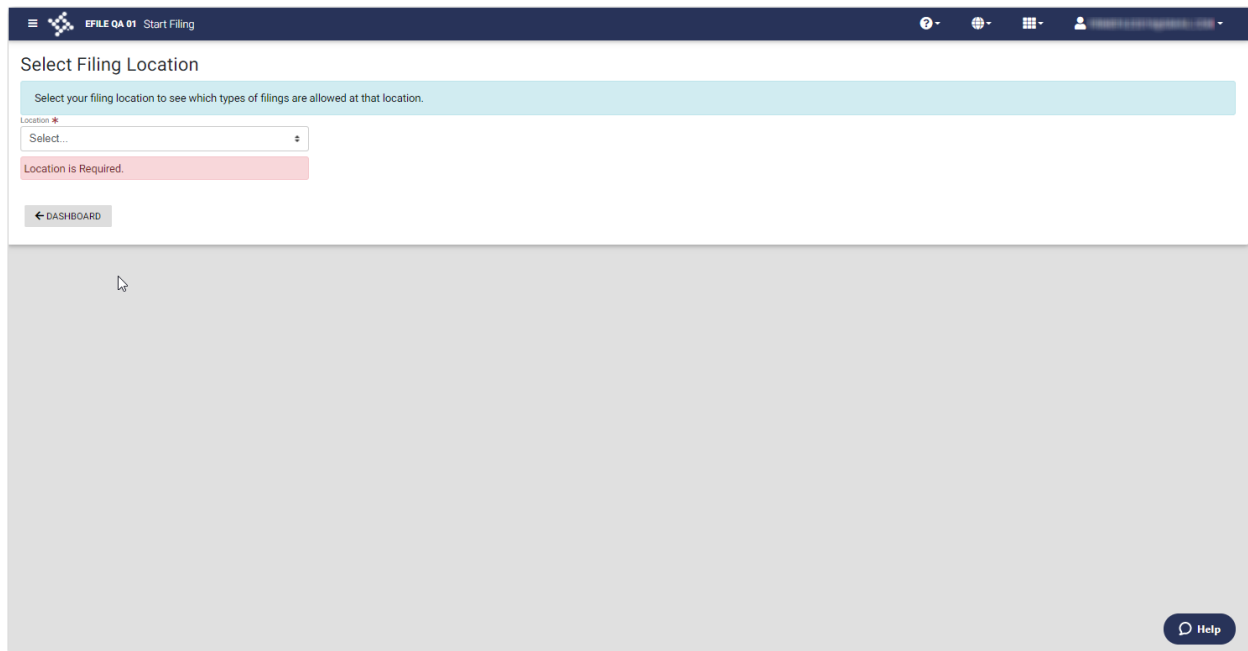 EFILE QA 01 Start Filing
Select Filing Location
Select your filing location to see which types of filings are allowed at that location.
Location *
Select...
Location is Required.
DASHBOARD
Help